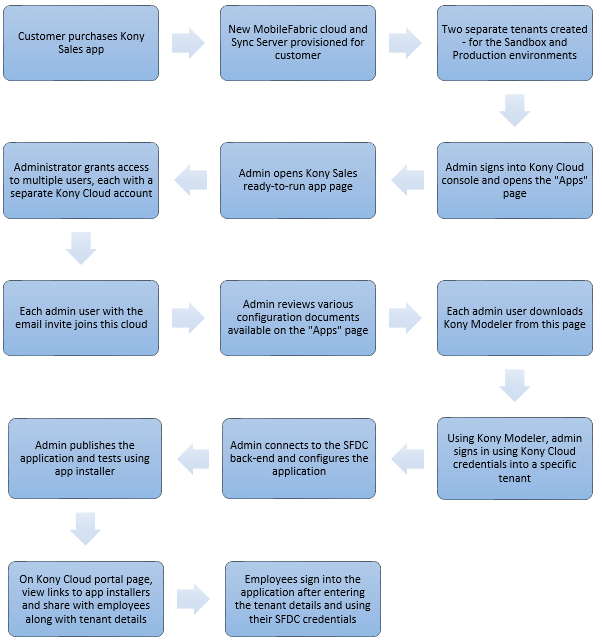 Customer purchases Kony
Sales app
New MobileFabric cloud and
Sync Server provisioned for
customer
Two separate tenants created
- for the Sandbox and
Production environments
Admin signs into Kony Cloud
console and opens the "Apps"
page
Admin opens Kony Sales
ready-to-run app page
Administrator grants access
to multiple users, each with a
separate Kony Cloud account
Each admin user with the
email invite joins this cloud
Admin reviews various
configuration documents
available on the "Apps" page
Each admin user downloads
Kony Modeler from this page
Using Kony Modeler, admin
signs in using Kony Cloud
credentials into a specific
tenant
Admin connects to the SFDC
back-end and configures the
application
Admin publishes the
application and tests using
app installer
On Kony Cloud portal page,
view links to app installers
and share with employees
along with tenant details
Employees sign into the
application after entering
the tenant details and using
their SFDC credentials